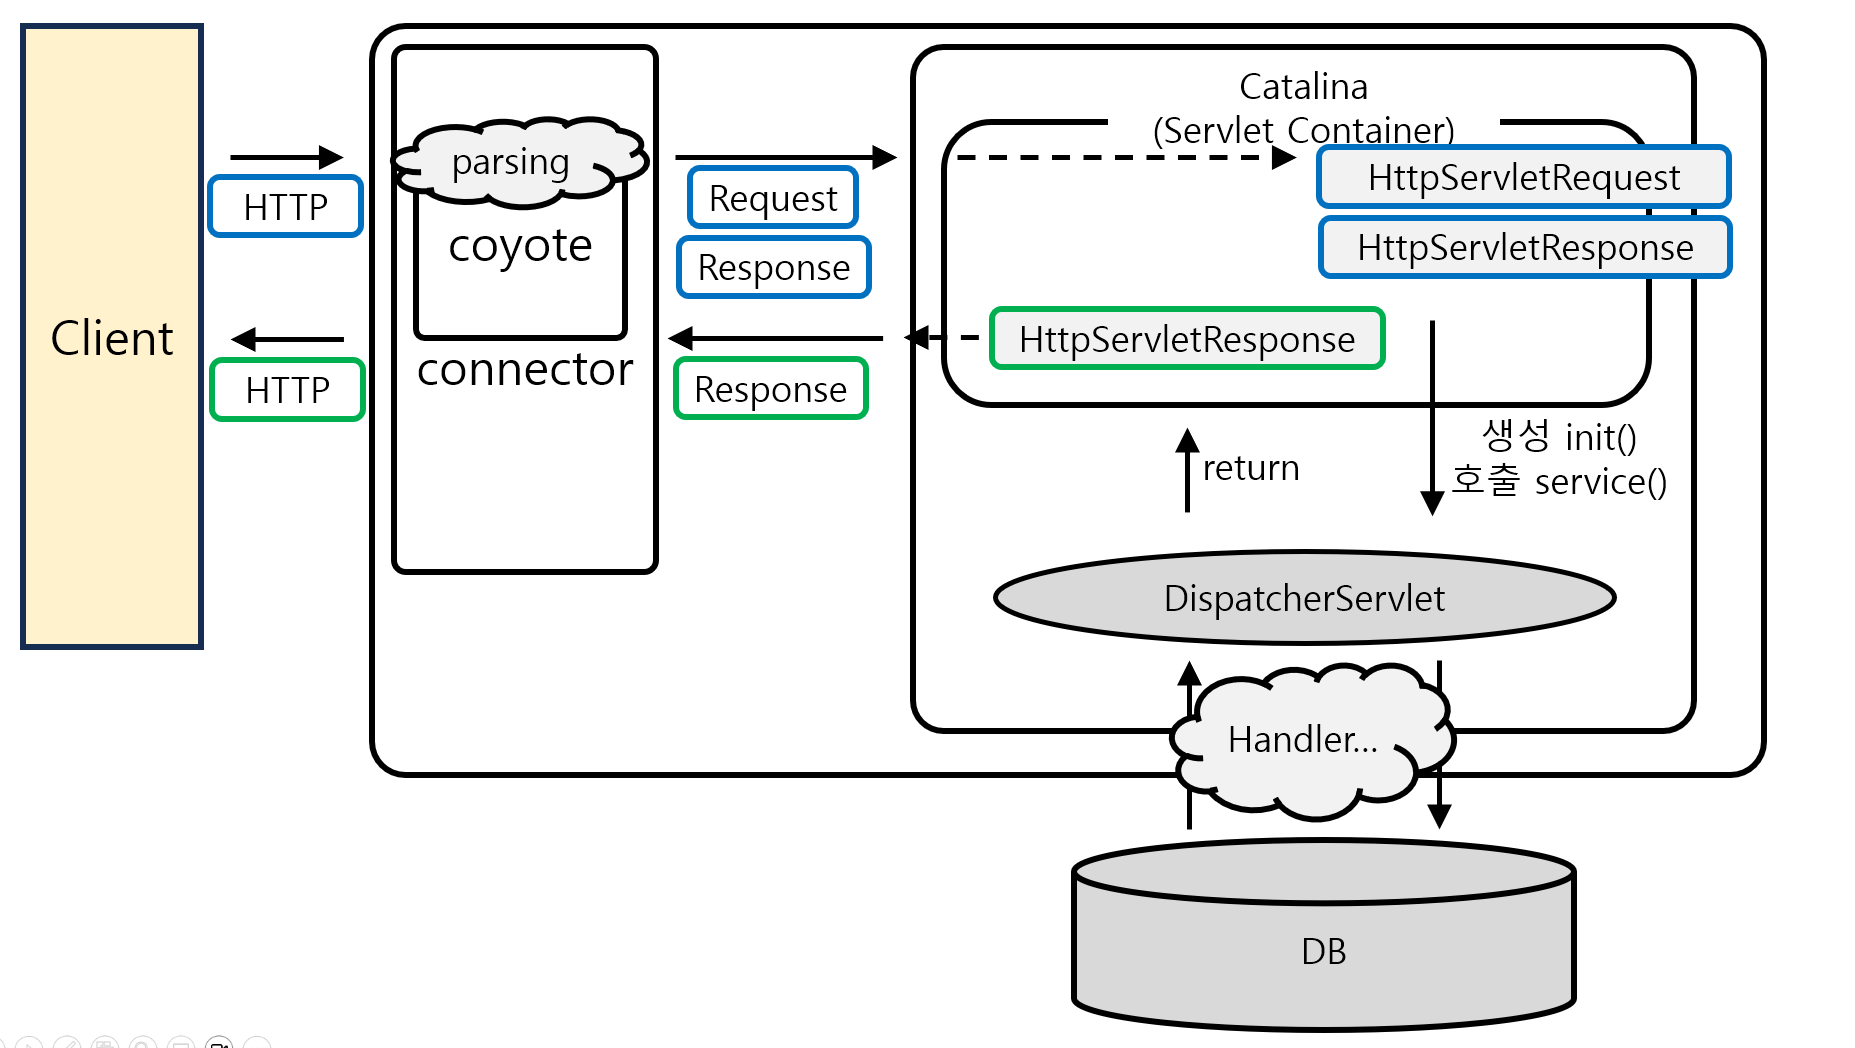 Client
HTTP
HTTP
parsing
coyote
connector
Request
Response
Response
Catalina
(Servlet Container)
HttpServletRequest
HttpServletResponse
HttpServletResponse
return
생성 init()
호출 service()
DispatcherServlet
Handler...
DB